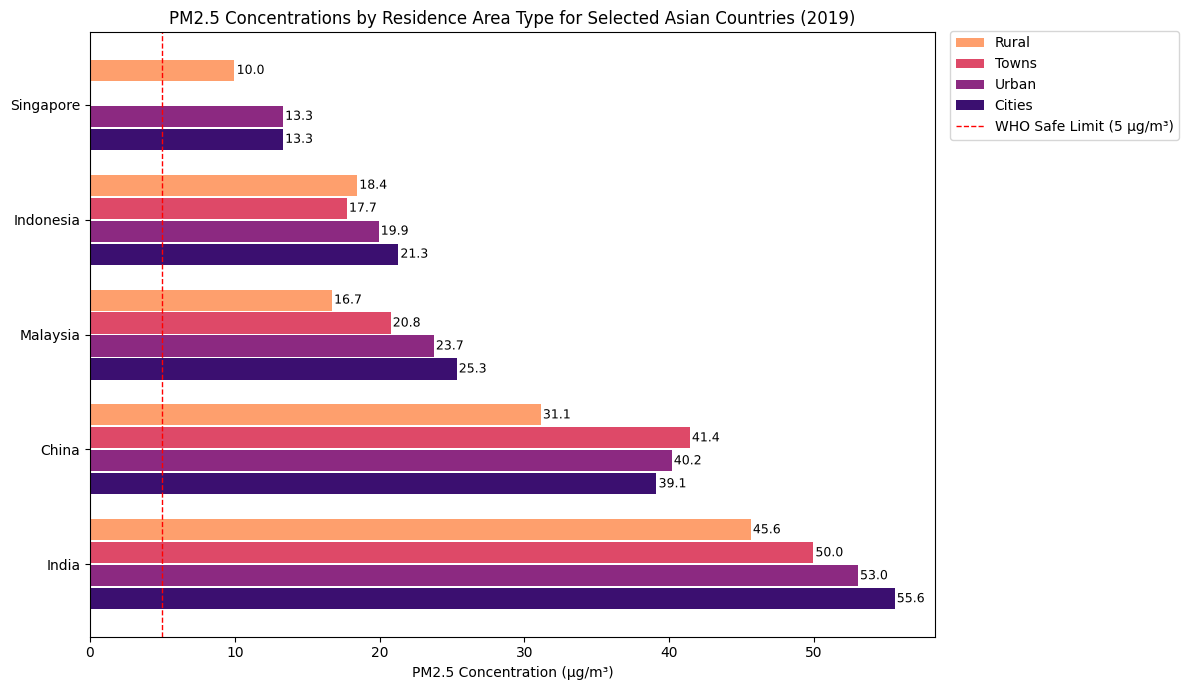 PM2.5 Concentrations by Residence Area Type for Selected Asian Countries (2019)
Rural
Towns
Urban
Cities
WHO Safe Limit (5 µg/m³)
Singapore
10.0
13.3
13.3
Indonesia
18.4
17.7
19.9
21.3
Malaysia
16.7
20.8
23.7
25.3
China
31.1
41.4
40.2
39.1
India
45.6
50.0
53.0
55.6
0 10 20 30 40 50
PM2.5 Concentration (µg/m³)